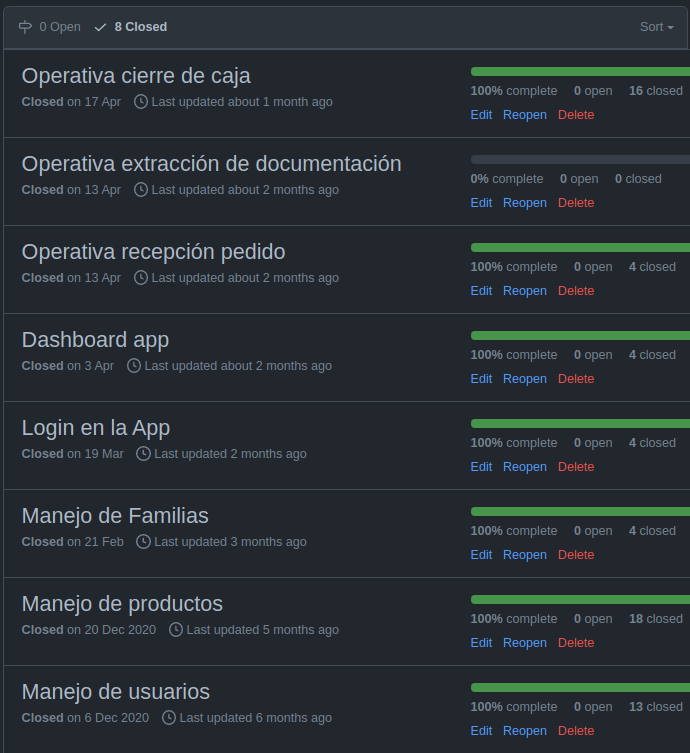 0 Open 8 Closed Sort
Operativa cierre de caja
Closed on 17 Apr Last updated about 1 month ago
100% complete 0 open 16 closed
Edit Reopen Delete
Operativa extracción de documentación
Closed on 13 Apr Last updated about 2 months ago
0% complete 0 open 0 closed
Edit Reopen Delete
Operativa recepción pedido
Closed on 13 Apr Last updated about 2 months ago
100% complete 0 open 4 closed
Edit Reopen Delete
Dashboard app
Closed on 3 Apr Last updated about 2 months ago
100% complete 0 open 4 closed
Edit Reopen Delete
Login en la App
Closed on 19 Mar Last updated 2 months ago
100% complete 0 open 4 closed
Edit Reopen Delete
Manejo de Familias
Closed on 21 Feb Last updated 3 months ago
100% complete 0 open 4 closed
Edit Reopen Delete
Manejo de productos
Closed on 20 Dec 2020 Last updated 5 months ago
100% complete 0 open 18 closed
Edit Reopen Delete
Manejo de usuarios
Closed on 6 Dec 2020 Last updated 6 months ago
100% complete 0 open 13 closed
Edit Reopen Delete